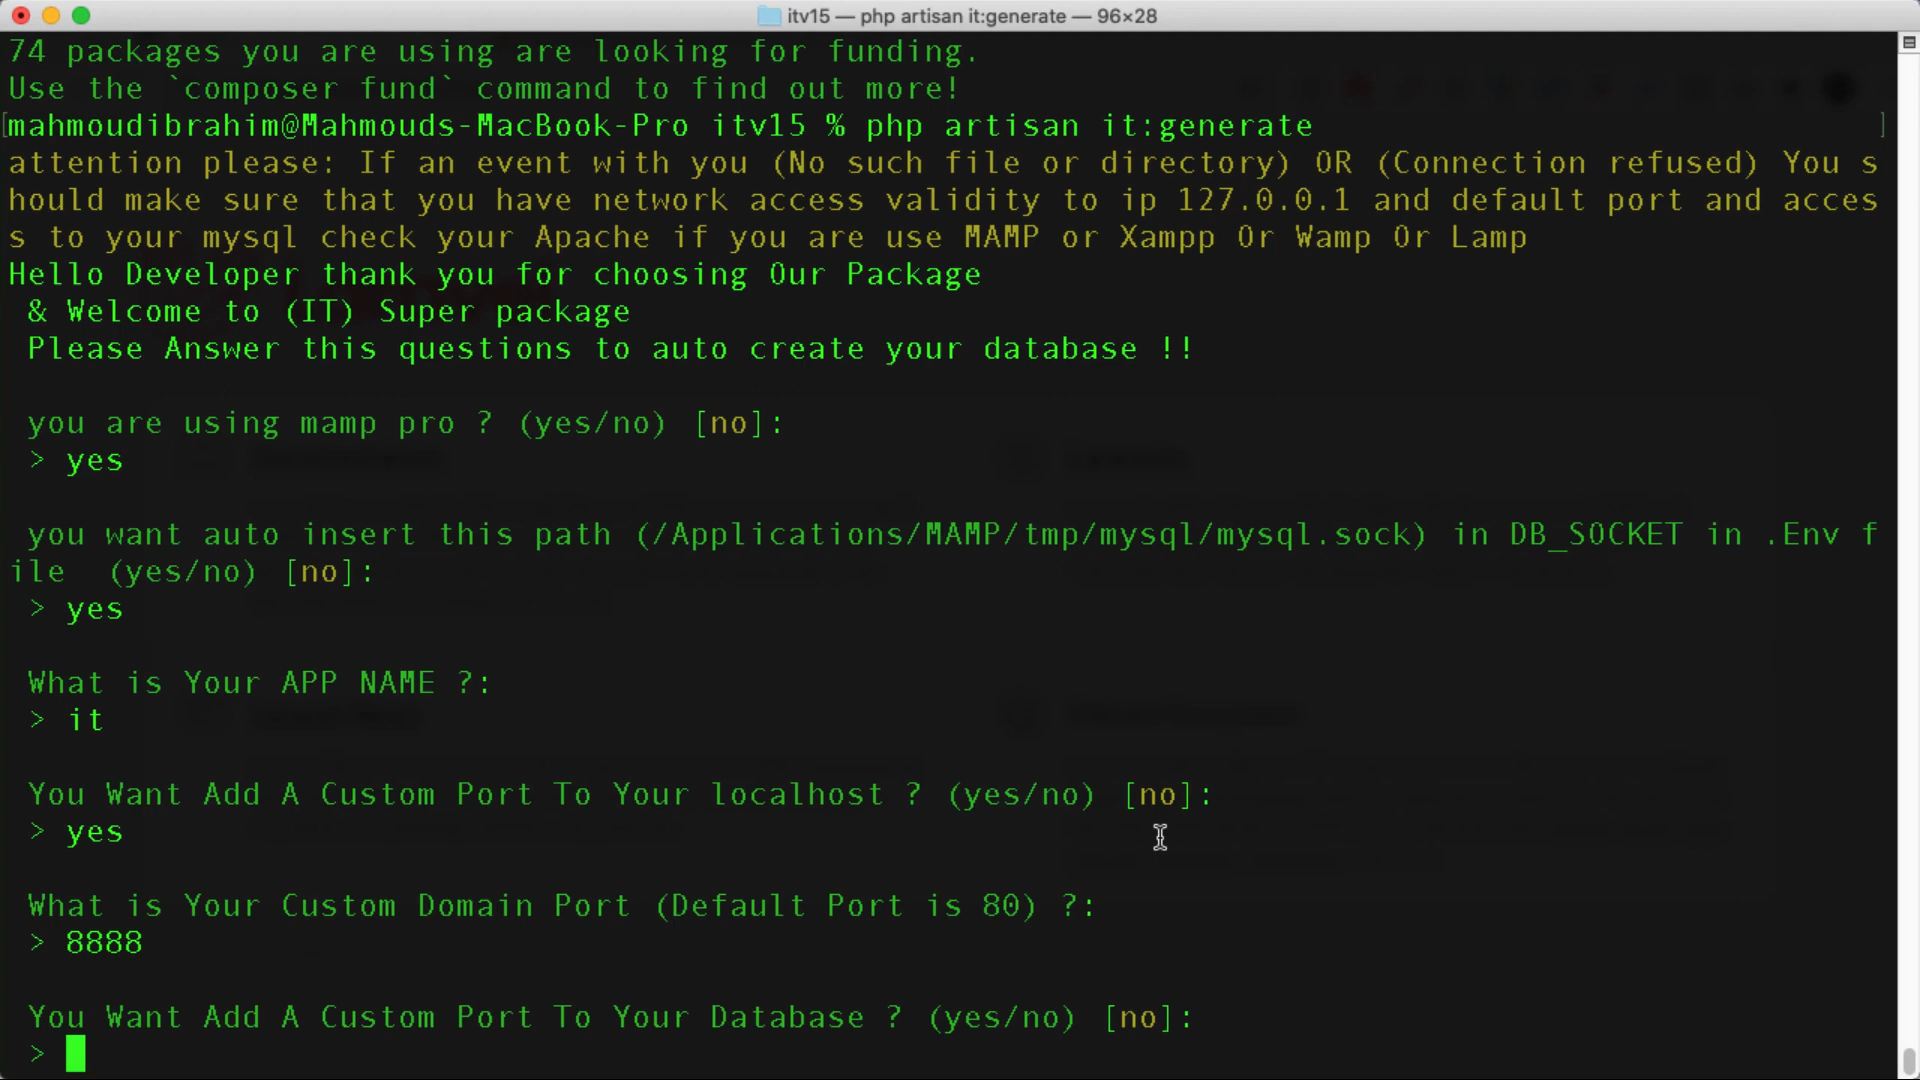 itv15 — php artisan it:generate — 96×28
74 packages you are using are looking for funding.
Use the `composer fund` command to find out more!
[mahmoudibrahim@Mahmouds-MacBook-Pro itv15 % php artisan it:generate ]
attention please: If an event with you (No such file or directory) OR (Connection refused) You s
hould make sure that you have network access validity to ip 127.0.0.1 and default port and acces
s to your mysql check your Apache if you are use MAMP or Xampp Or Wamp Or Lamp
Hello Developer thank you for choosing Our Package
& Welcome to (IT) Super package
Please Answer this questions to auto create your database !!
you are using mamp pro ? (yes/no) [no]:
> yes
you want auto insert this path (/Applications/MAMP/tmp/mysql/mysql.sock) in DB_SOCKET in .Env f
ile  (yes/no) [no]:
> yes
What is Your APP NAME ?:
> it
You Want Add A Custom Port To Your localhost ? (yes/no) [no]:
> yes
What is Your Custom Domain Port (Default Port is 80) ?:
> 8888
You Want Add A Custom Port To Your Database ? (yes/no) [no]:
>